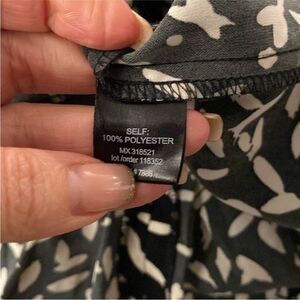 SELF:
100% POLYESTER
MX 318521
lot /order 118352